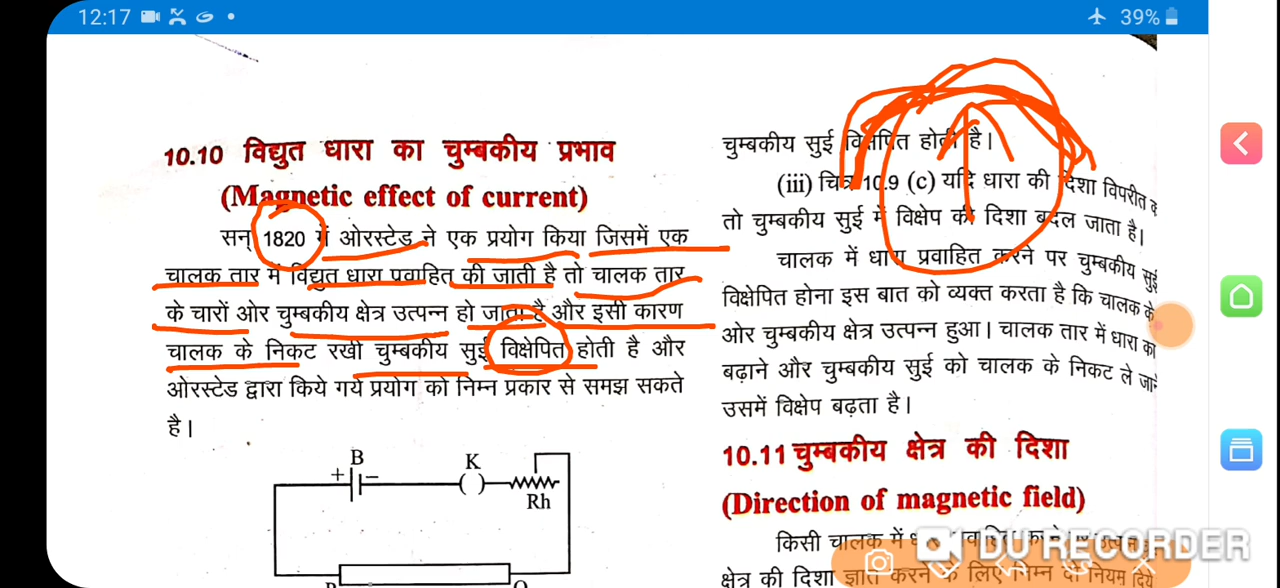 12:17
39%
10.10 विद्युत धारा का चुम्बकीय प्रभाव
(Magnetic effect of current)
सन् 1820 में ओरस्टेड ने एक प्रयोग किया जिसमें एक
चालक तार में विद्युत धारा प्रवाहित की जाती है तो चालक तार
के चारों ओर चुम्बकीय क्षेत्र उत्पन्न हो जाता है और इसी कारण
चालक के निकट रखी चुम्बकीय सुई विक्षेपित होती है और
ओरस्टेड द्वारा किये गये प्रयोग को निम्न प्रकार से समझ सकते
है।
B
+ −
K
( )
Rh
चुम्बकीय सुई विक्षेपित होती है।
(iii) चित्र 10.9 (c) यदि धारा की दिशा विपरीत
तो चुम्बकीय सुई में विक्षेप की दिशा बदल जाता है।
चालक में धारा प्रवाहित करने पर चुम्बकीय सुई
विक्षेपित होना इस बात को व्यक्त करता है कि चालक के
ओर चुम्बकीय क्षेत्र उत्पन्न हुआ। चालक तार में धारा का
बढ़ाने और चुम्बकीय सुई को चालक के निकट ले जाने
उसमें विक्षेप बढ़ता है।
10.11 चुम्बकीय क्षेत्र की दिशा
(Direction of magnetic field)
किसी चालक में
क्षेत्र की दिशा ज्ञात करने के लिए निम्न दो नियम दिये
DU RECORDER